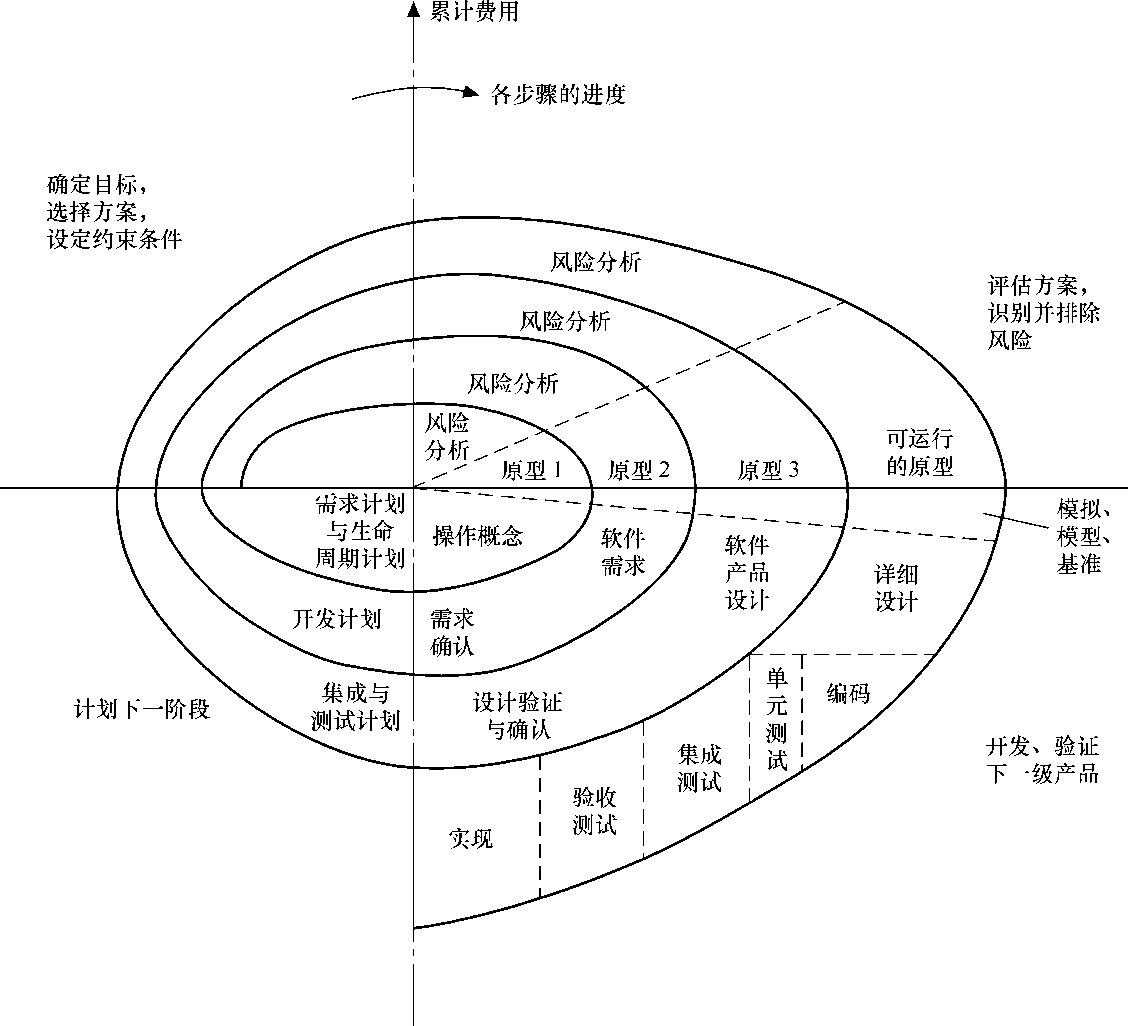 累计费用
各步骤的进度
确定目标，
选择方案，
设定约束条件
风险分析
评估方案，
识别并排除
风险
风险分析
风险分析
风险
分析
可运行
的原型
原型1
原型2
原型3
需求计划
与生命
周期计划
操作概念
软件
需求
软件
产品
设计
模拟、
模型、
基准
详细
设计
开发计划
需求
确认
集成与
测试计划
计划下一阶段
设计验证
与确认
单
元
测
试
编码
集成
测试
开发、验证
下一级产品
验收
测试
实现